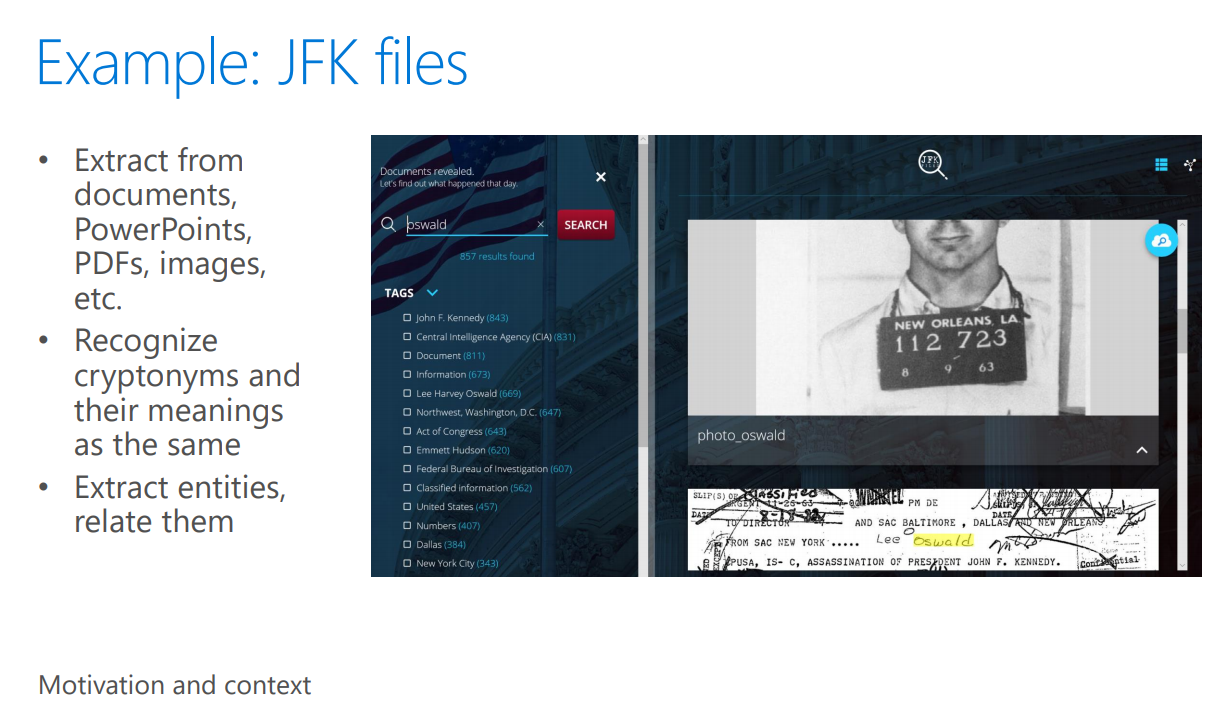 Example: JFK files
• Extract from
documents,
PowerPoints,
PDFs, images,
etc.
• Recognize
cryptonyms and
their meanings
as the same
• Extract entities,
relate them
Documents revealed.
Let's find out what happened that day.
oswald
SEARCH
857 results found
TAGS
John F. Kennedy (843)
Central Intelligence Agency (CIA) (831)
Document (811)
Information (673)
Lee Harvey Oswald (669)
Northwest, Washington, D.C. (647)
Act of Congress (643)
Emmett Hudson (620)
Federal Bureau of Investigation (607)
Classified information (562)
United States (457)
Numbers (407)
Dallas (384)
New York City (343)
JFK
FILES
NEW ORLEANS, LA.
112 723
8 9 63
photo_oswald
SLIP(S) OF
URGENT 11-26-63 PM DE
DATE DATE
TO DIRECTOR AND SAC BALTIMORE , DALLAS AND NEW ORLEANS
FROM SAC NEW YORK ..... Lee Oswald
CPUSA, IS- C, ASSASSINATION OF PRESIDENT JOHN F. KENNEDY. Confidential
Motivation and context